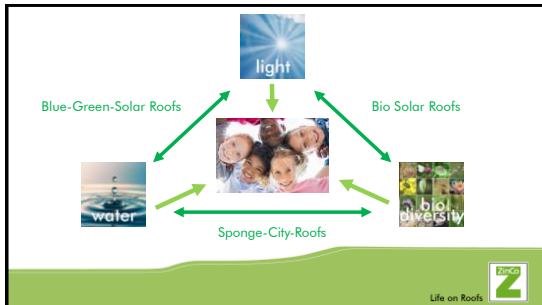 light
Blue-Green-Solar Roofs
Bio Solar Roofs
water
bio
diversity
Sponge-City-Roofs
Life on Roofs
ZinCo
Z